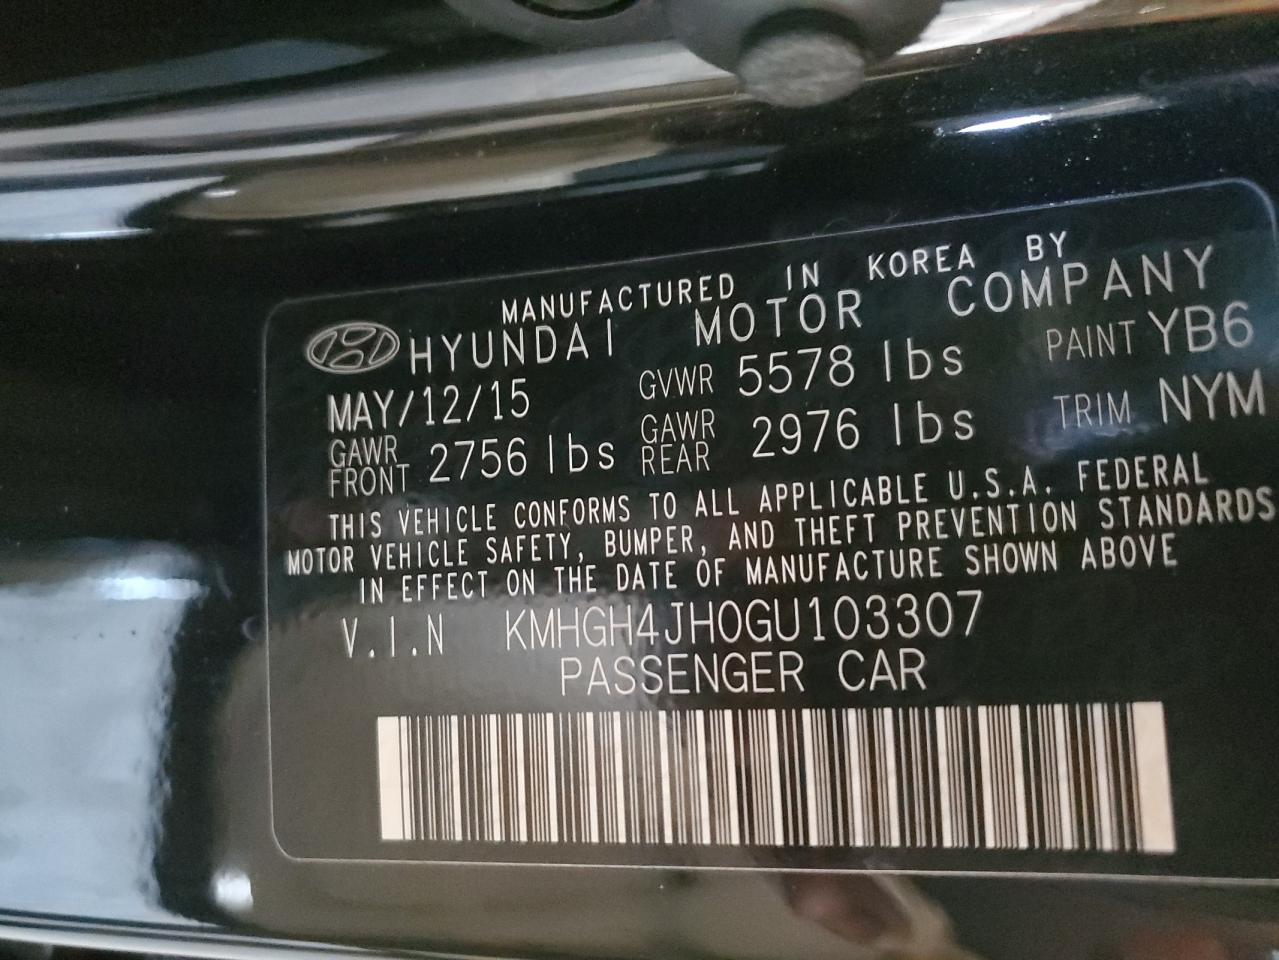 MANUFACTURED IN KOREA BY
HYUNDAI MOTOR COMPANY
MAY/12/15 GVWR 5578 lbs PAINT YB6
GAWR FRONT 2756 lbs GAWR REAR 2976 lbs TRIM NYM
THIS VEHICLE CONFORMS TO ALL APPLICABLE U.S.A. FEDERAL
MOTOR VEHICLE SAFETY, BUMPER, AND THEFT PREVENTION STANDARDS
IN EFFECT ON THE DATE OF MANUFACTURE SHOWN ABOVE
V.I.N KMHGH4JH0GU103307
PASSENGER CAR